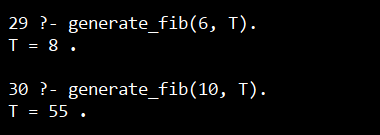 29 ?- generate_fib(6, T).
T = 8 .
30 ?- generate_fib(10, T).
T = 55 .